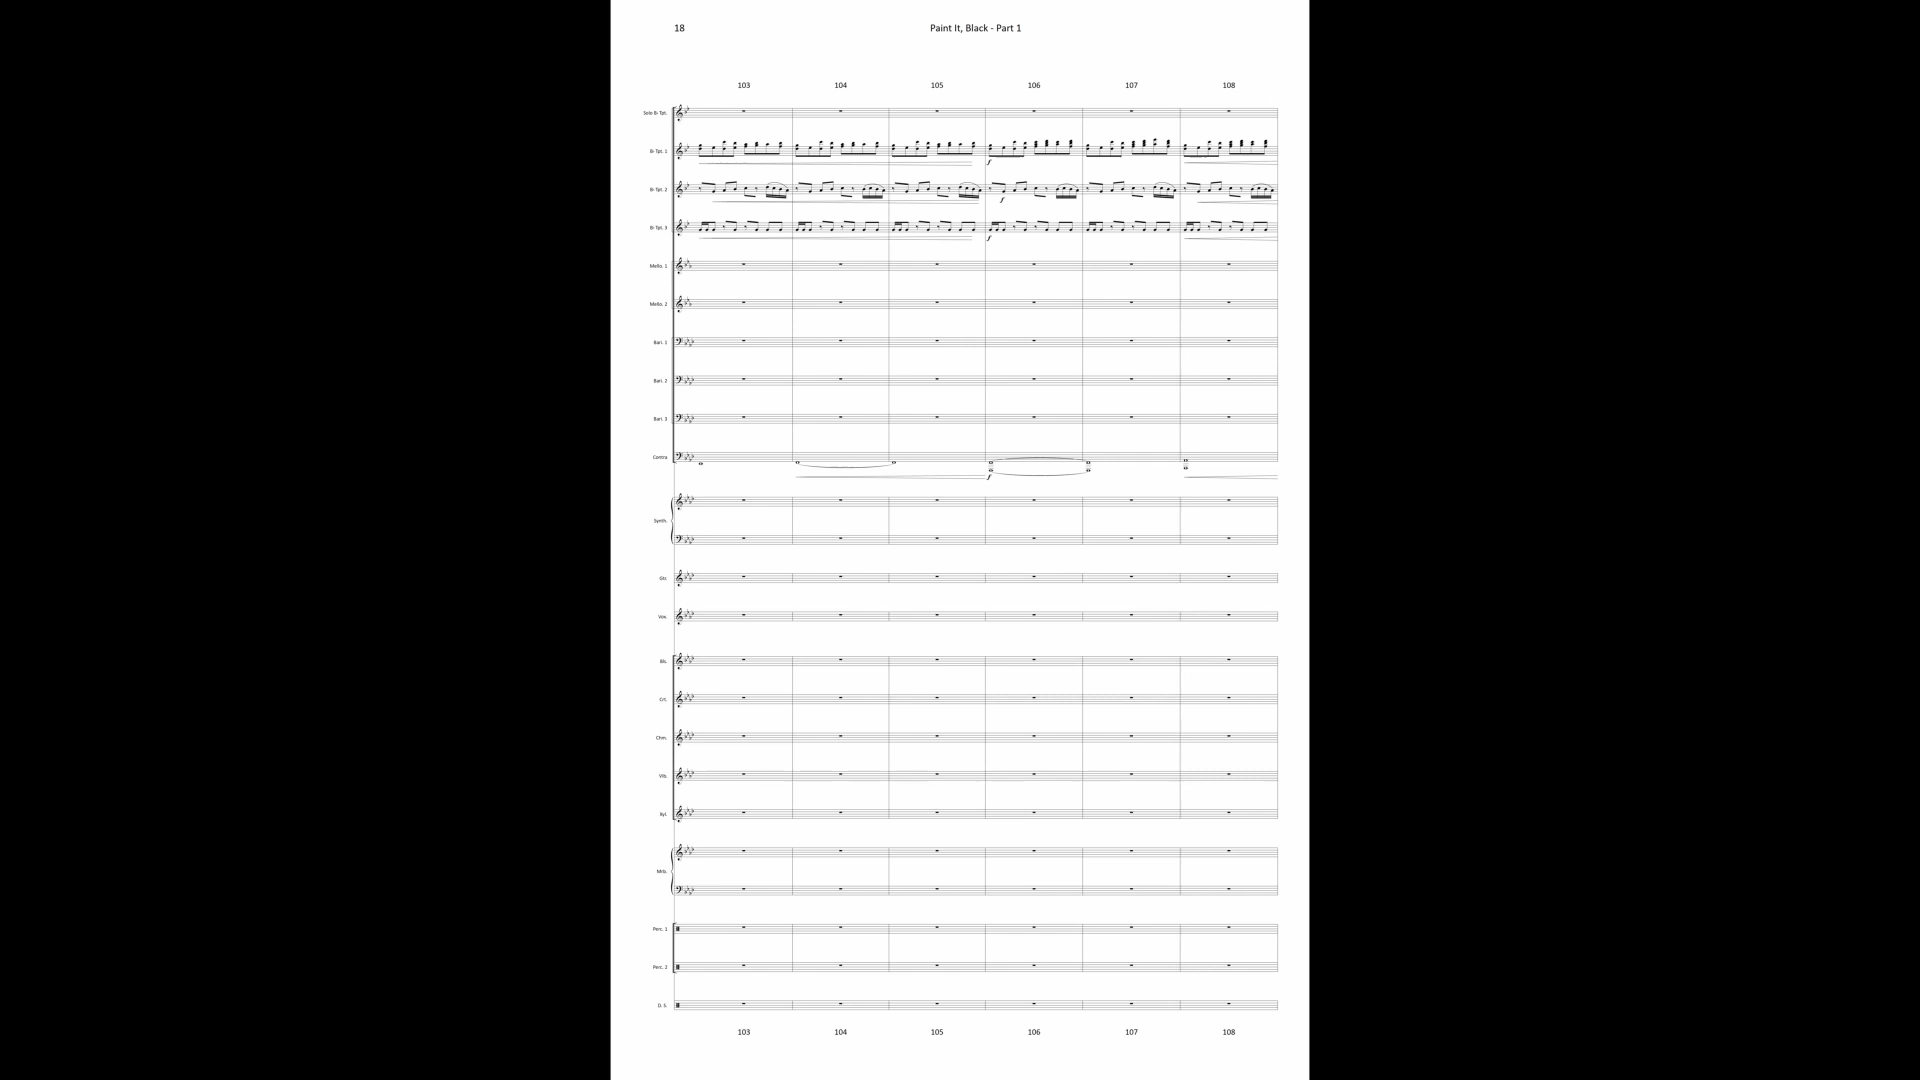 18 Paint It, Black - Part 1
103 104 105 106 107 108
Solo B♭ Tpt.
B♭ Tpt. 1
B♭ Tpt. 2
B♭ Tpt. 3
Mello. 1
Mello. 2
Bari. 1
Bari. 2
Bari. 3
Contra
Synth.
Gtr.
Vox.
Bls.
Crt.
Chm.
Vib.
Xyl.
Mrb.
Perc. 1
Perc. 2
D. S.
103 104 105 106 107 108